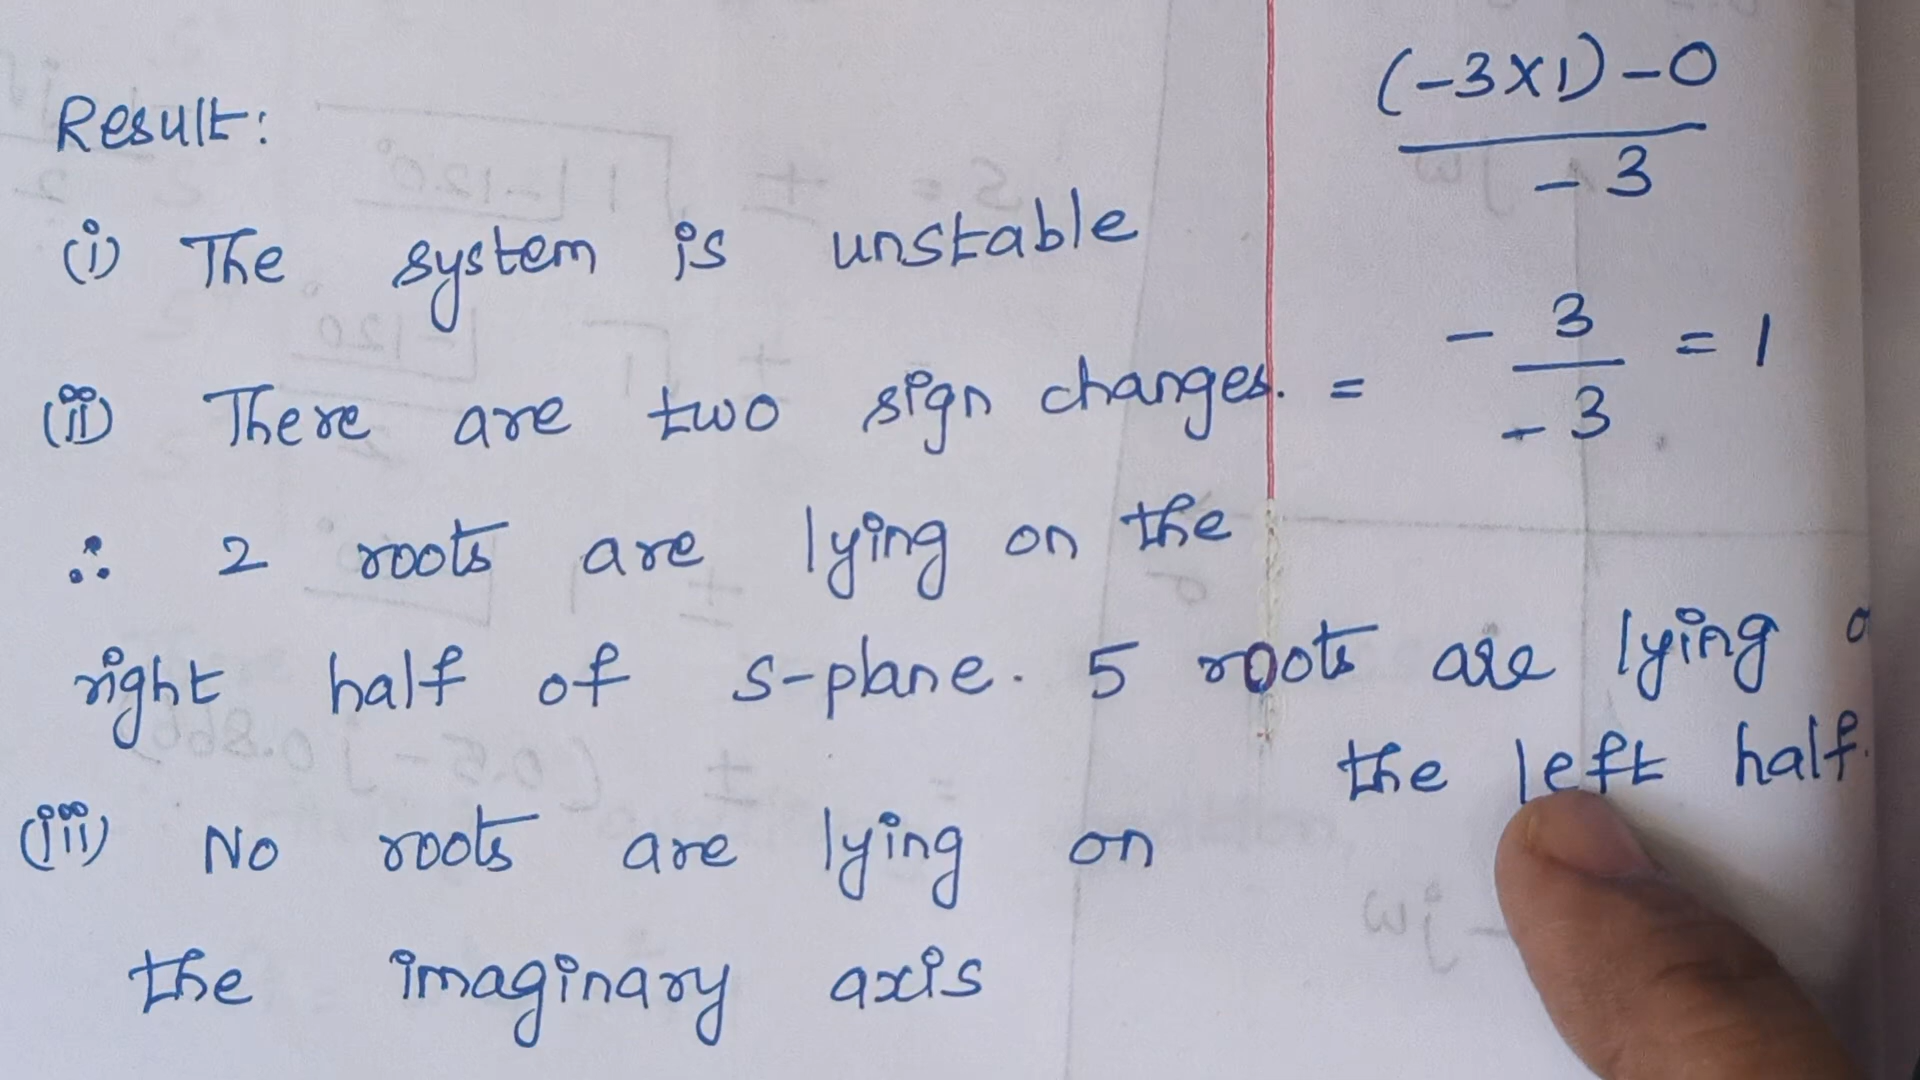 Result:
(i) The system is unstable
(ii) There are two sign changes.
∴ 2 roots are lying on the
right half of s-plane. 5 roots are lying
the left half.
(iii) No roots are lying on
the imaginary axis
(-3X1) - 0
- 3
= - 3 = 1
- 3